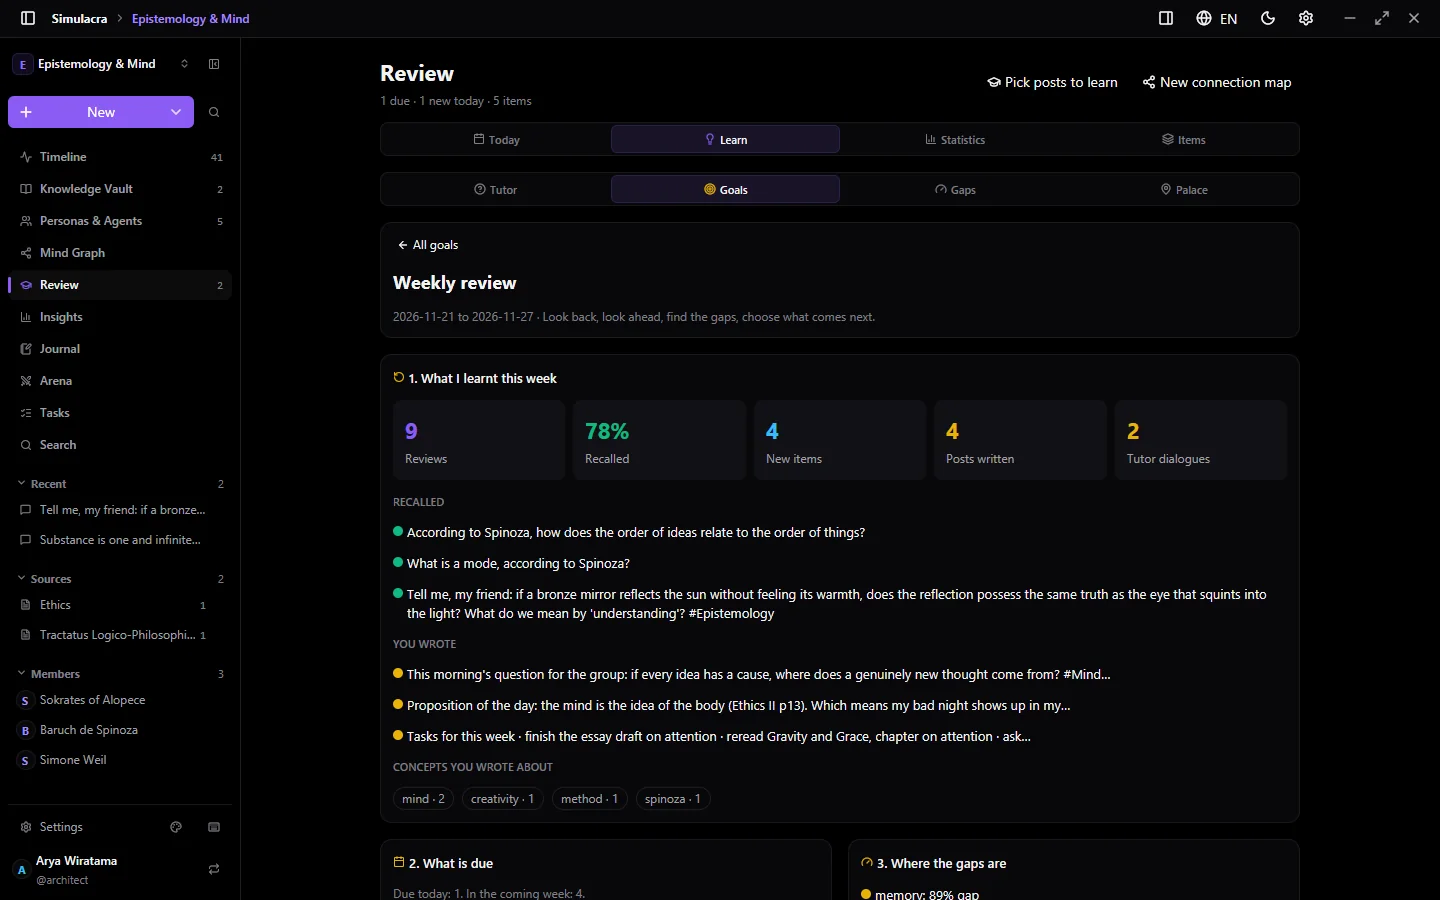 Simulacra
Epistemology & Mind
EN
E
Epistemology & Mind
New
Timeline 41
Knowledge Vault 2
Personas & Agents 5
Mind Graph
Review 2
Insights
Journal
Arena
Tasks
Search
Recent 2
Tell me, my friend: if a bronze...
Substance is one and infinite...
Sources 2
Ethics 1
Tractatus Logico-Philosophi... 1
Members 3
S Sokrates of Alopece
B Baruch de Spinoza
S Simone Weil
Settings
A
Arya Wiratama
@architect
Review
1 due · 1 new today · 5 items
Pick posts to learn
New connection map
Today
Learn
Statistics
Items
Tutor
Goals
Gaps
Palace
All goals
Weekly review
2026-11-21 to 2026-11-27 · Look back, look ahead, find the gaps, choose what comes next.
1. What I learnt this week
9
Reviews
78%
Recalled
4
New items
4
Posts written
2
Tutor dialogues
RECALLED
According to Spinoza, how does the order of ideas relate to the order of things?
What is a mode, according to Spinoza?
Tell me, my friend: if a bronze mirror reflects the sun without feeling its warmth, does the reflection possess the same truth as the eye that squints into
the light? What do we mean by 'understanding'? #Epistemology
YOU WROTE
This morning's question for the group: if every idea has a cause, where does a genuinely new thought come from? #Mind...
Proposition of the day: the mind is the idea of the body (Ethics II p13). Which means my bad night shows up in my...
Tasks for this week · finish the essay draft on attention · reread Gravity and Grace, chapter on attention · ask...
CONCEPTS YOU WROTE ABOUT
mind · 2
creativity · 1
method · 1
spinoza · 1
2. What is due
Due today: 1. In the coming week: 4.
3. Where the gaps are
memory: 89% gap